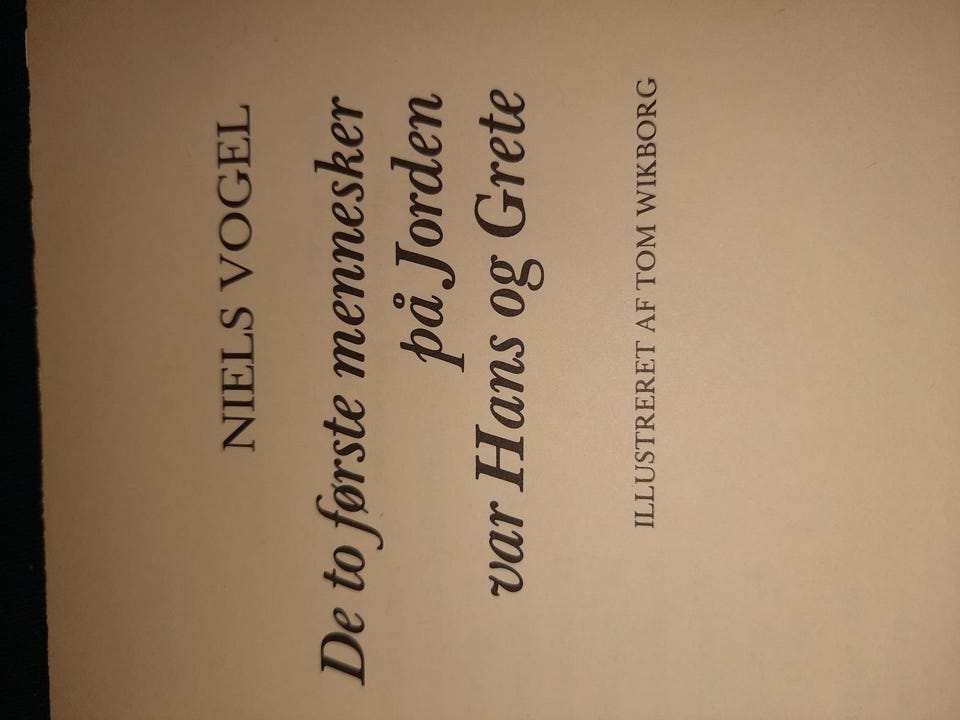 NIELS VOGEL
De to første mennesker
på Jorden
var Hans og Grete
ILLUSTRERET AF TOM WIKBORG